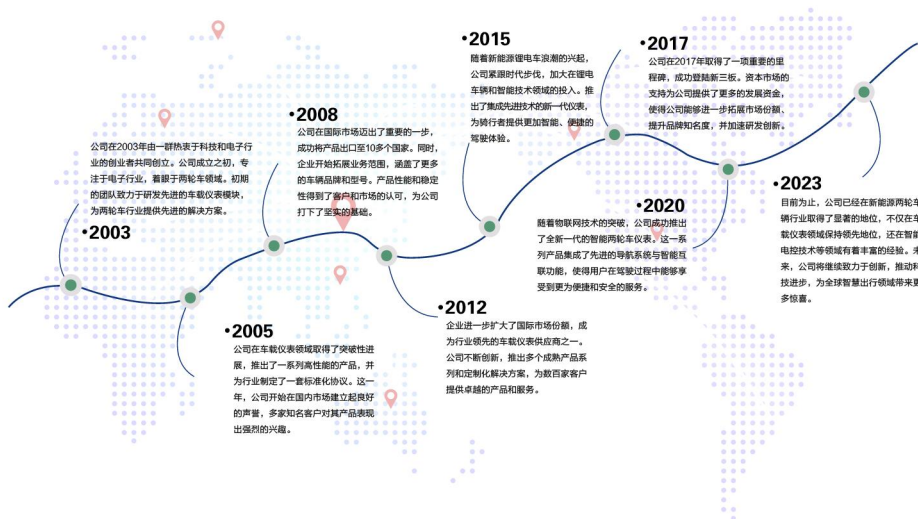 公司在2003年由一群热衷于科技和电子行
业的创业者共同创立。公司成立之初，专
注于电子行业，着眼于两轮车领域。初期
的团队致力于研发先进的车载仪表模块，
为两轮车行业提供先进的解决方案。
•2003
•2005
公司在车载仪表领域取得了突破性进
展，推出了一系列高性能的产品，并
为行业制定了一套标准化协议。这一
年，公司开始在国内市场建立起良好
的声誉，多家知名客户对其产品表现
出强烈的兴趣。
•2008
公司在国际市场迈出了重要的一步，
成功将产品出口至10多个国家。同时，
企业开始拓展业务范围，涵盖了更多
的车辆品牌和型号。产品性能和稳定
性得到了客户和市场的认可，为公司
打下了坚实的基础。
•2012
企业进一步扩大了国际市场份额，成
为行业领先的车载仪表供应商之一。
公司不断创新，推出多个成熟产品系
列和定制化解决方案，为数百家客户
提供卓越的产品和服务。
•2015
随着新能源锂电车浪潮的兴起，
公司紧跟时代步伐，加大在锂电
车辆和智能技术领域的投入。推
出了集成先进技术的新一代仪表，
为骑行者提供更加智能、便捷的
驾驶体验。
•2017
公司在2017年取得了一项重要的里
程碑，成功登陆新三板。资本市场的
支持为公司提供了更多的发展资金，
使得公司能够进一步拓展市场份额、
提升品牌知名度，并加速研发创新。
•2020
随着物联网技术的突破，公司成功推出
了全新一代的智能两轮车仪表。这一系
列产品集成了先进的导航系统与智能互
联功能，使得用户在驾驶过程中能够享
受到更为便捷和安全的服务。
•2023
目前为止，公司已经在新能源两轮车
辆行业取得了显著的地位，不仅在车
载仪表领域保持领先地位，还在智能
电控技术等领域有着丰富的经验。未
来，公司将继续致力于创新，推动科
技进步，为全球智慧出行领域带来更
多惊喜。